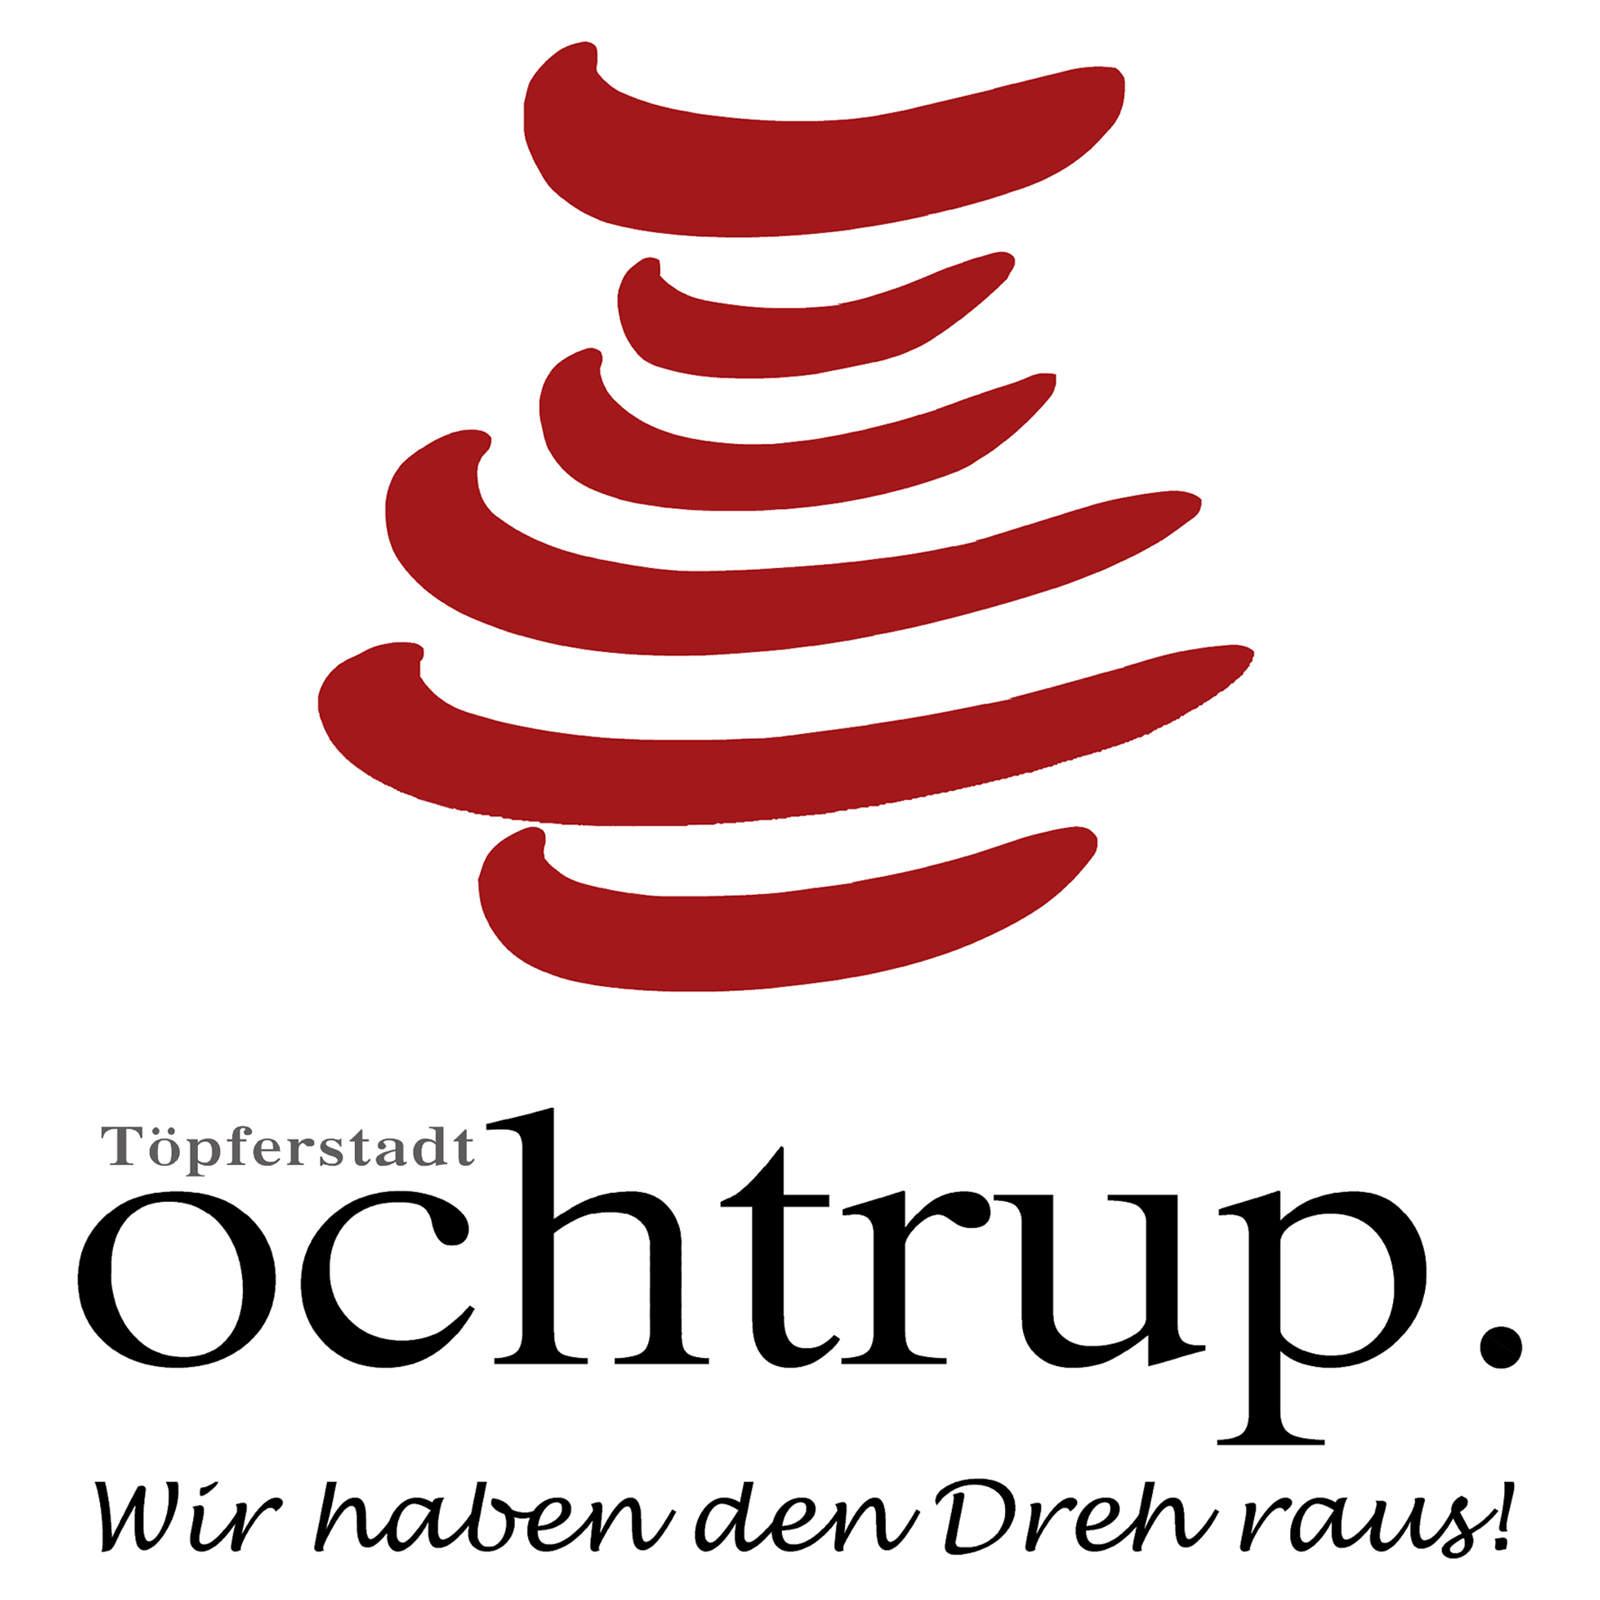 Töpferstadt
ochtrup.
Wir haben den Dreh raus!